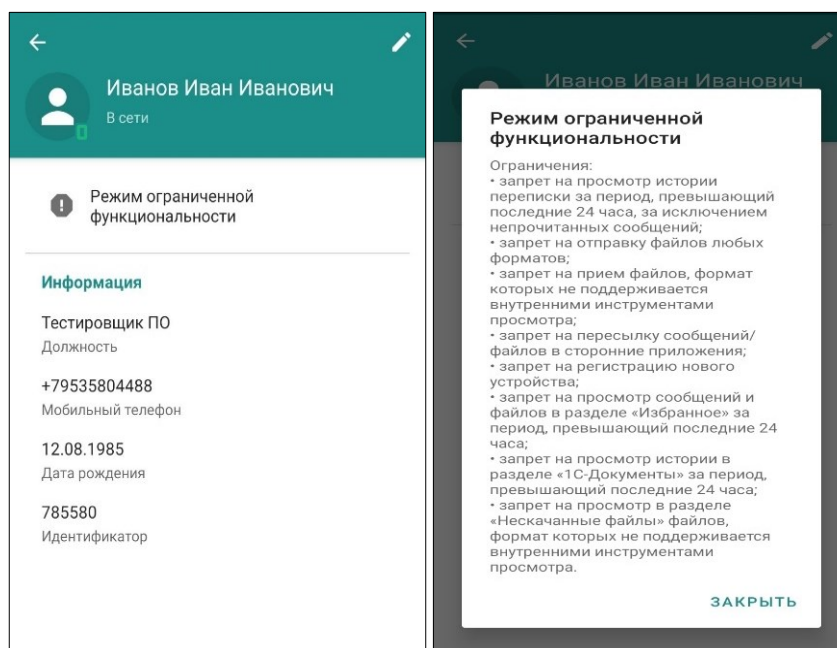 Иванов Иван Иванович
В сети
Режим ограниченной
функциональности
Информация
Тестировщик ПО
Должность
+79535804488
Мобильный телефон
12.08.1985
Дата рождения
785580
Идентификатор
Иванов Иван Иванович
Режим ограниченной
функциональности
Ограничения:
• запрет на просмотр истории
переписки за период, превышающий
последние 24 часа, за исключением
непрочитанных сообщений;
• запрет на отправку файлов любых
форматов;
• запрет на прием файлов, формат
которых не поддерживается
внутренними инструментами
просмотра;
• запрет на пересылку сообщений/
файлов в сторонние приложения;
• запрет на регистрацию нового
устройства;
• запрет на просмотр сообщений и
файлов в разделе «Избранное» за
период, превышающий последние 24
часа;
• запрет на просмотр истории в
разделе «1С-Документы» за период,
превышающий последние 24 часа;
• запрет на просмотр в разделе
«Нескачанные файлы» файлов,
формат которых не поддерживается
внутренними инструментами
просмотра.
ЗАКРЫТЬ